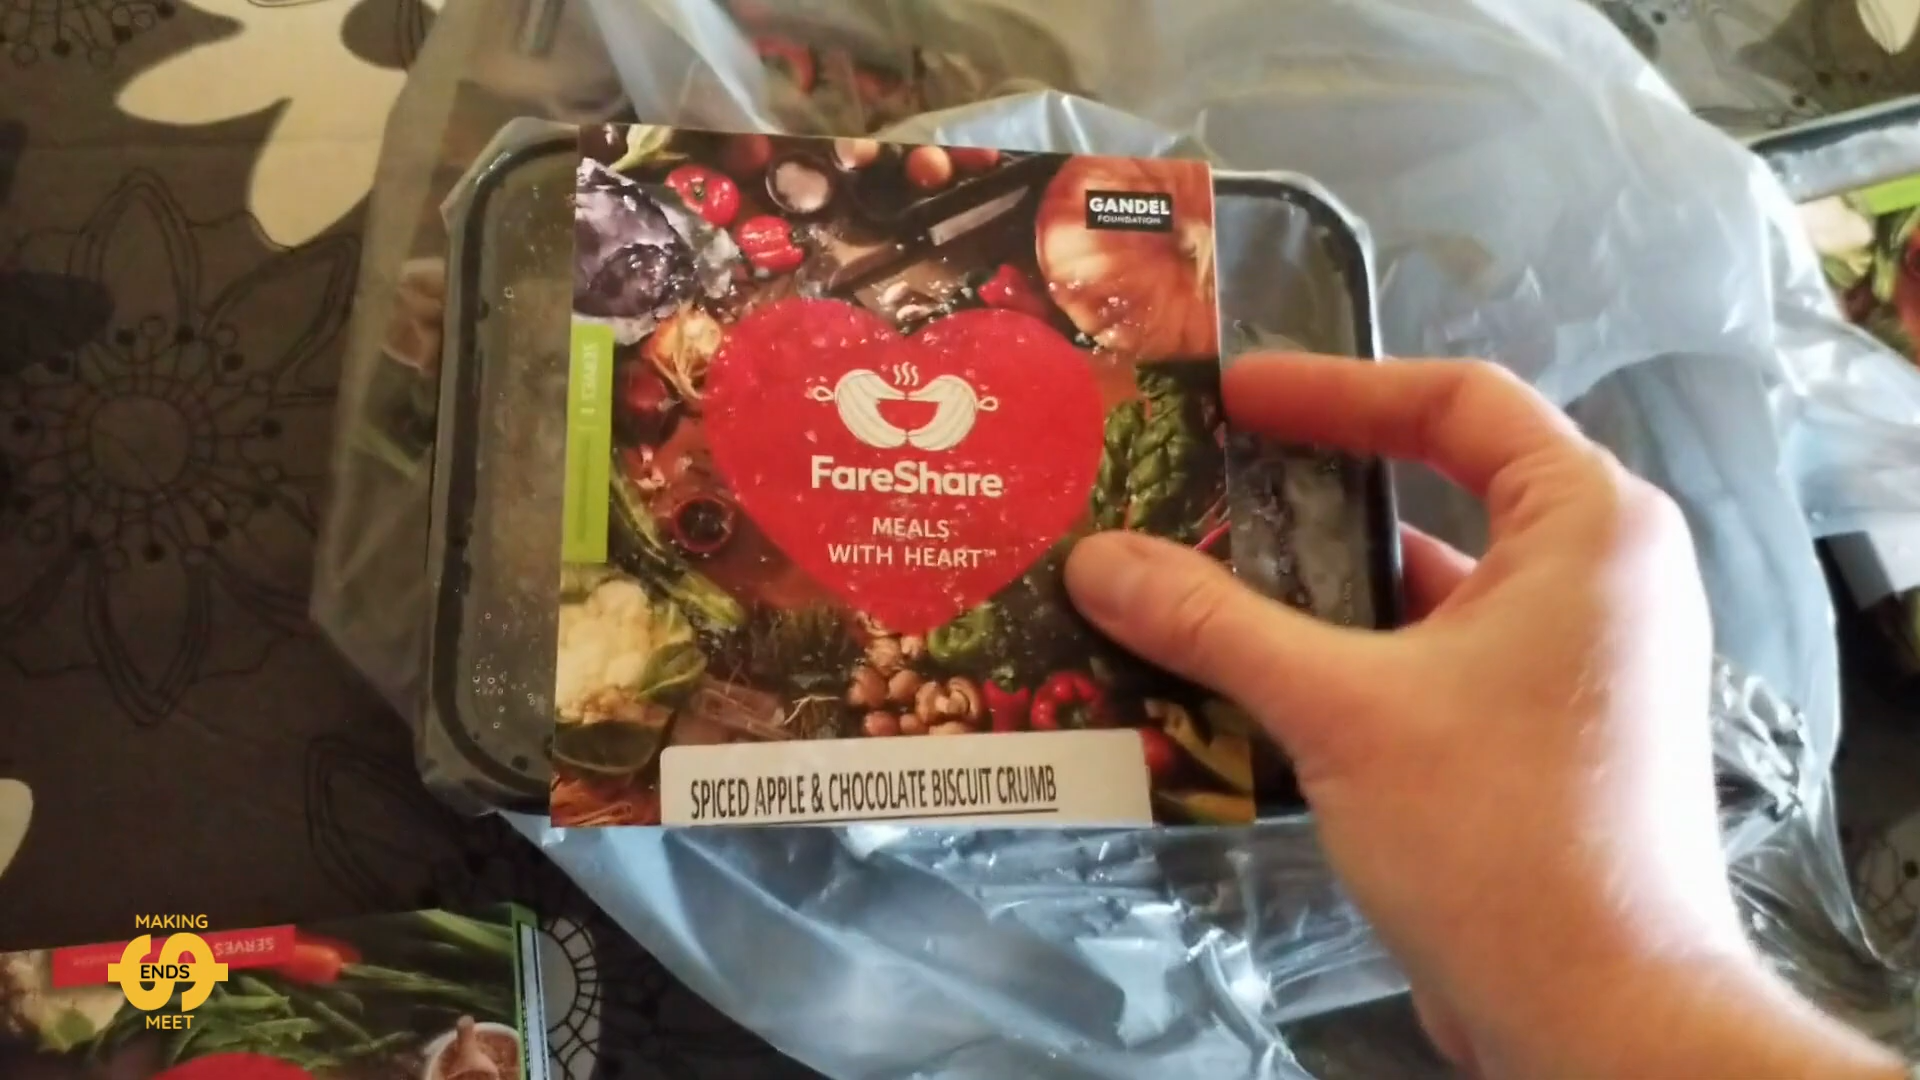 GANDEL
FOUNDATION
SERVES
FareShare
MEALS
WITH HEART™
SPICED APPLE & CHOCOLATE BISCUIT CRUMB
SERVES
MAKING
ENDS
MEET